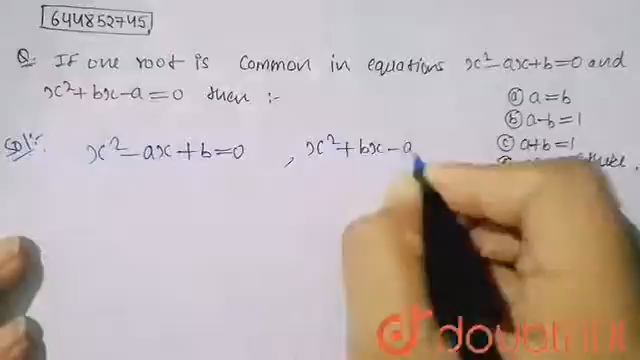 644852745
Q:- If one root is common in equations x² - ax + b = 0 and
x² + bx - a = 0 then :-
(a) a = b
(b) a - b = 1
(c) a + b = 1
Sol:- x² - ax + b = 0 , x² + bx - a
doubtnut